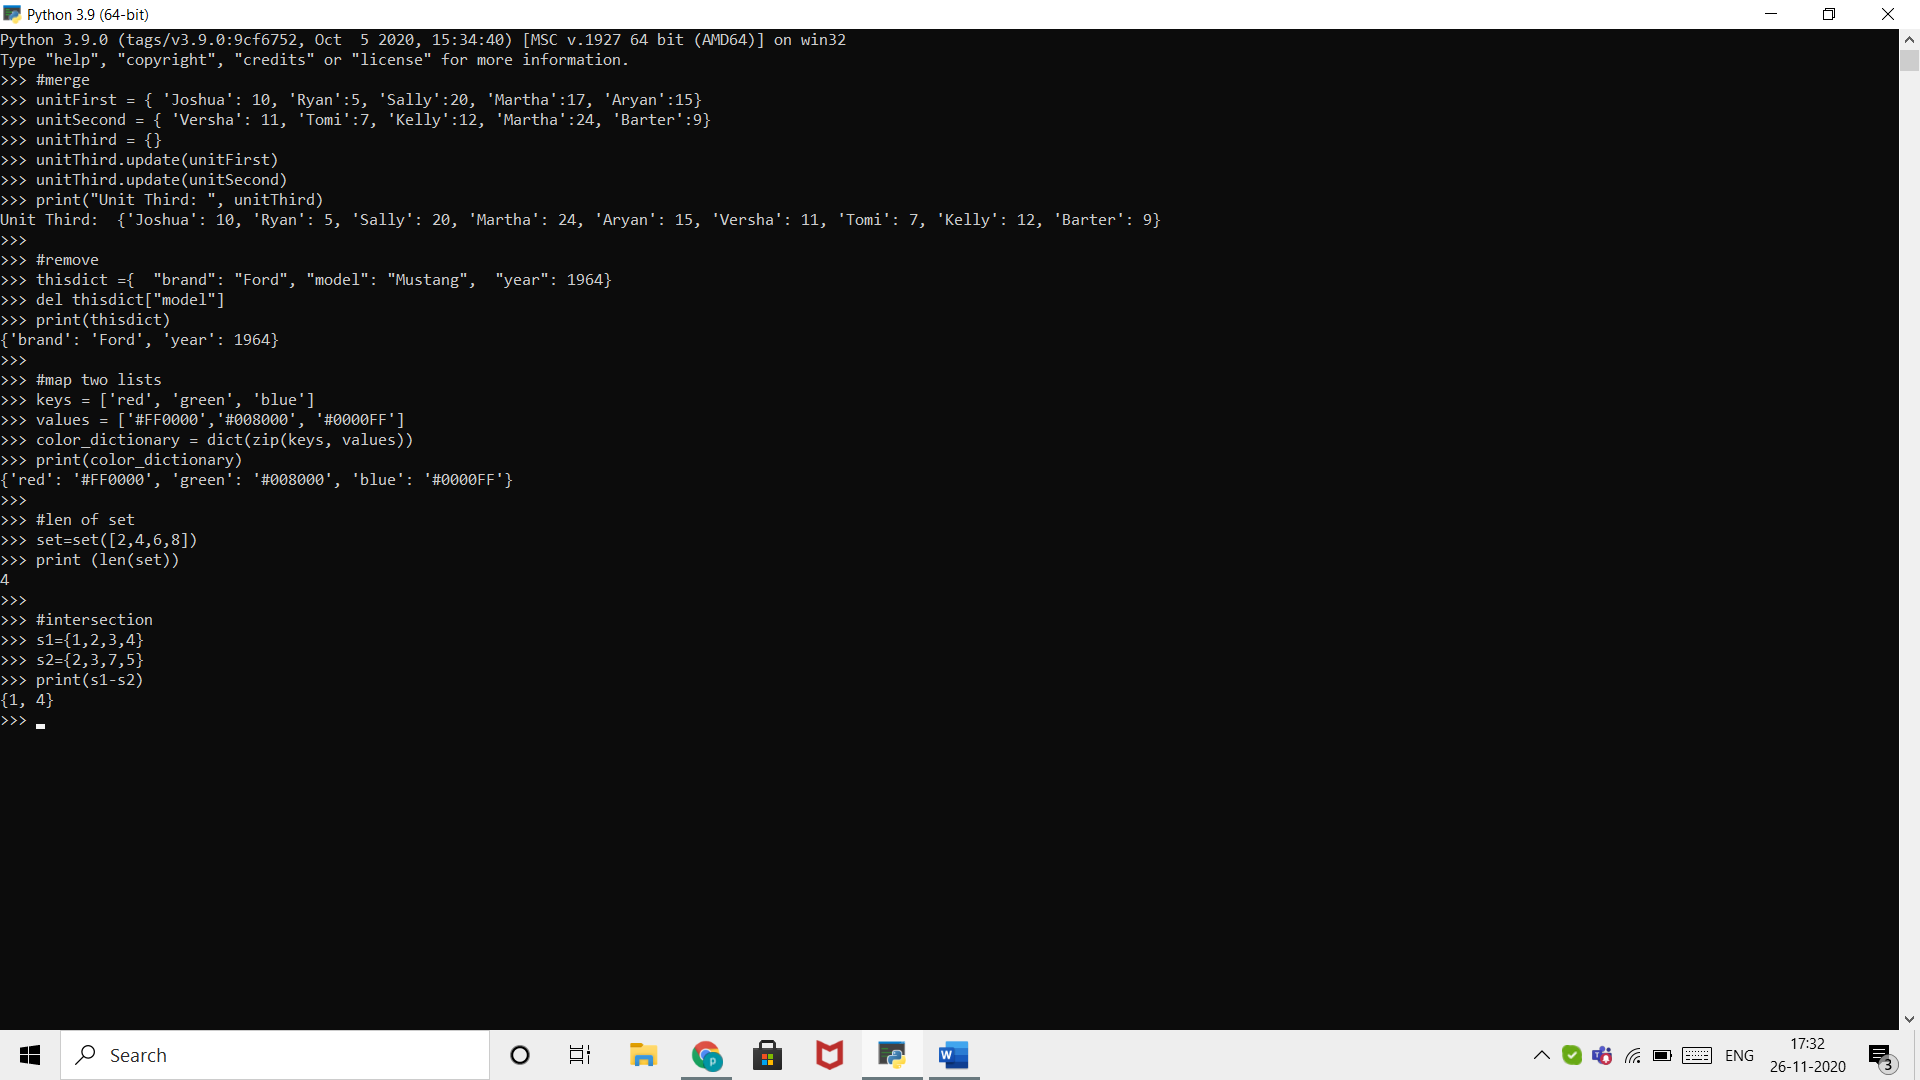 Python 3.9 (64-bit)
Python 3.9.0 (tags/v3.9.0:9cf6752, Oct  5 2020, 15:34:40) [MSC v.1927 64 bit (AMD64)] on win32
Type "help", "copyright", "credits" or "license" for more information.
>>> #merge
>>> unitFirst = { 'Joshua': 10, 'Ryan':5, 'Sally':20, 'Martha':17, 'Aryan':15}
>>> unitSecond = { 'Versha': 11, 'Tomi':7, 'Kelly':12, 'Martha':24, 'Barter':9}
>>> unitThird = {}
>>> unitThird.update(unitFirst)
>>> unitThird.update(unitSecond)
>>> print("Unit Third: ", unitThird)
Unit Third:  {'Joshua': 10, 'Ryan': 5, 'Sally': 20, 'Martha': 24, 'Aryan': 15, 'Versha': 11, 'Tomi': 7, 'Kelly': 12, 'Barter': 9}
>>>
>>> #remove
>>> thisdict ={  "brand": "Ford", "model": "Mustang",  "year": 1964}
>>> del thisdict["model"]
>>> print(thisdict)
{'brand': 'Ford', 'year': 1964}
>>>
>>> #map two lists
>>> keys = ['red', 'green', 'blue']
>>> values = ['#FF0000','#008000', '#0000FF']
>>> color_dictionary = dict(zip(keys, values))
>>> print(color_dictionary)
{'red': '#FF0000', 'green': '#008000', 'blue': '#0000FF'}
>>>
>>> #len of set
>>> set=set([2,4,6,8])
>>> print (len(set))
4
>>>
>>> #intersection
>>> s1={1,2,3,4}
>>> s2={2,3,7,5}
>>> print(s1-s2)
{1, 4}
>>>
Search
p
W
ENG
17:32
26-11-2020
3